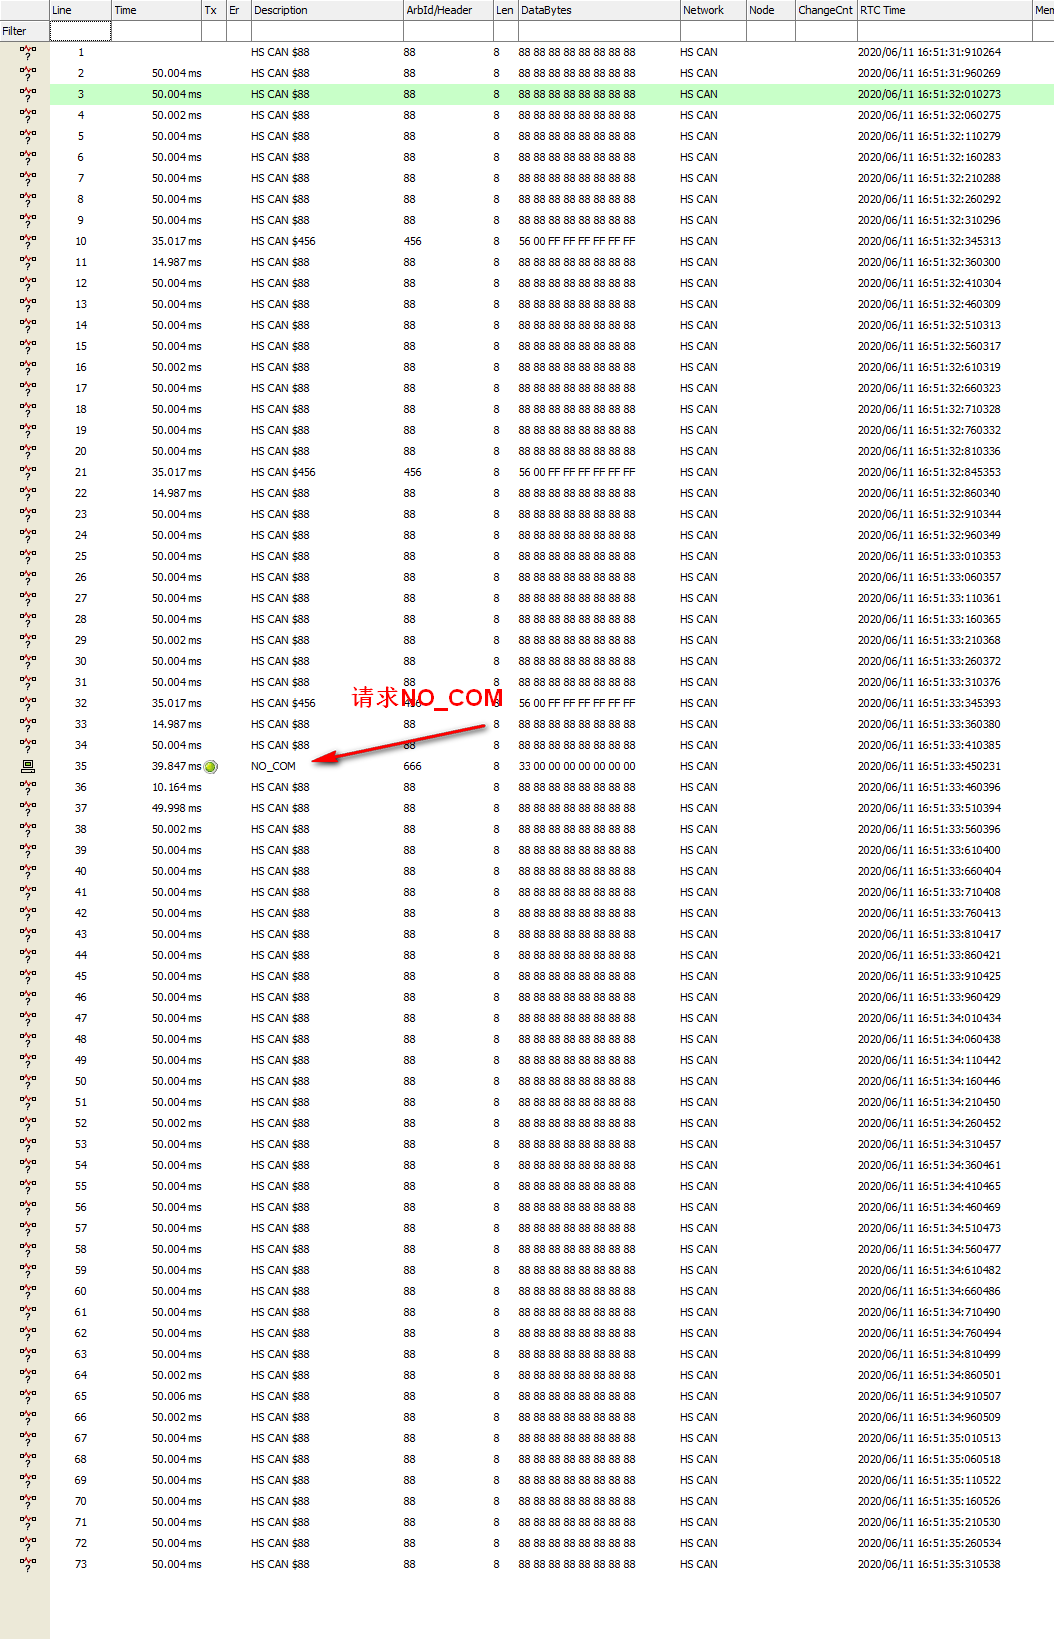 Line Time Tx Er Description ArbId/Header Len DataBytes Network Node ChangeCnt RTC Time Mem
Filter
1 HS CAN $88 88 8 88 88 88 88 88 88 88 88 HS CAN 2020/06/11 16:51:31:910264
2 50.004 ms HS CAN $88 88 8 88 88 88 88 88 88 88 88 HS CAN 2020/06/11 16:51:31:960269
3 50.004 ms HS CAN $88 88 8 88 88 88 88 88 88 88 88 HS CAN 2020/06/11 16:51:32:010273
4 50.002 ms HS CAN $88 88 8 88 88 88 88 88 88 88 88 HS CAN 2020/06/11 16:51:32:060275
5 50.004 ms HS CAN $88 88 8 88 88 88 88 88 88 88 88 HS CAN 2020/06/11 16:51:32:110279
6 50.004 ms HS CAN $88 88 8 88 88 88 88 88 88 88 88 HS CAN 2020/06/11 16:51:32:160283
7 50.004 ms HS CAN $88 88 8 88 88 88 88 88 88 88 88 HS CAN 2020/06/11 16:51:32:210288
8 50.004 ms HS CAN $88 88 8 88 88 88 88 88 88 88 88 HS CAN 2020/06/11 16:51:32:260292
9 50.004 ms HS CAN $88 88 8 88 88 88 88 88 88 88 88 HS CAN 2020/06/11 16:51:32:310296
10 35.017 ms HS CAN $456 456 8 56 00 FF FF FF FF FF FF HS CAN 2020/06/11 16:51:32:345313
11 14.987 ms HS CAN $88 88 8 88 88 88 88 88 88 88 88 HS CAN 2020/06/11 16:51:32:360300
12 50.004 ms HS CAN $88 88 8 88 88 88 88 88 88 88 88 HS CAN 2020/06/11 16:51:32:410304
13 50.004 ms HS CAN $88 88 8 88 88 88 88 88 88 88 88 HS CAN 2020/06/11 16:51:32:460309
14 50.004 ms HS CAN $88 88 8 88 88 88 88 88 88 88 88 HS CAN 2020/06/11 16:51:32:510313
15 50.004 ms HS CAN $88 88 8 88 88 88 88 88 88 88 88 HS CAN 2020/06/11 16:51:32:560317
16 50.002 ms HS CAN $88 88 8 88 88 88 88 88 88 88 88 HS CAN 2020/06/11 16:51:32:610319
17 50.004 ms HS CAN $88 88 8 88 88 88 88 88 88 88 88 HS CAN 2020/06/11 16:51:32:660323
18 50.004 ms HS CAN $88 88 8 88 88 88 88 88 88 88 88 HS CAN 2020/06/11 16:51:32:710328
19 50.004 ms HS CAN $88 88 8 88 88 88 88 88 88 88 88 HS CAN 2020/06/11 16:51:32:760332
20 50.004 ms HS CAN $88 88 8 88 88 88 88 88 88 88 88 HS CAN 2020/06/11 16:51:32:810336
21 35.017 ms HS CAN $456 456 8 56 00 FF FF FF FF FF FF HS CAN 2020/06/11 16:51:32:845353
22 14.987 ms HS CAN $88 88 8 88 88 88 88 88 88 88 88 HS CAN 2020/06/11 16:51:32:860340
23 50.004 ms HS CAN $88 88 8 88 88 88 88 88 88 88 88 HS CAN 2020/06/11 16:51:32:910344
24 50.004 ms HS CAN $88 88 8 88 88 88 88 88 88 88 88 HS CAN 2020/06/11 16:51:32:960349
25 50.004 ms HS CAN $88 88 8 88 88 88 88 88 88 88 88 HS CAN 2020/06/11 16:51:33:010353
26 50.004 ms HS CAN $88 88 8 88 88 88 88 88 88 88 88 HS CAN 2020/06/11 16:51:33:060357
27 50.004 ms HS CAN $88 88 8 88 88 88 88 88 88 88 88 HS CAN 2020/06/11 16:51:33:110361
28 50.004 ms HS CAN $88 88 8 88 88 88 88 88 88 88 88 HS CAN 2020/06/11 16:51:33:160365
29 50.002 ms HS CAN $88 88 8 88 88 88 88 88 88 88 88 HS CAN 2020/06/11 16:51:33:210368
30 50.004 ms HS CAN $88 88 8 88 88 88 88 88 88 88 88 HS CAN 2020/06/11 16:51:33:260372
31 50.004 ms HS CAN $88 88 8 88 88 88 88 88 88 88 88 HS CAN 2020/06/11 16:51:33:310376
请求NO_COM
32 35.017 ms HS CAN $456 456 8 56 00 FF FF FF FF FF FF HS CAN 2020/06/11 16:51:33:345393
33 14.987 ms HS CAN $88 88 8 88 88 88 88 88 88 88 88 HS CAN 2020/06/11 16:51:33:360380
34 50.004 ms HS CAN $88 88 8 88 88 88 88 88 88 88 88 HS CAN 2020/06/11 16:51:33:410385
35 39.847 ms NO_COM 666 8 33 00 00 00 00 00 00 00 HS CAN 2020/06/11 16:51:33:450231
36 10.164 ms HS CAN $88 88 8 88 88 88 88 88 88 88 88 HS CAN 2020/06/11 16:51:33:460396
37 49.998 ms HS CAN $88 88 8 88 88 88 88 88 88 88 88 HS CAN 2020/06/11 16:51:33:510394
38 50.002 ms HS CAN $88 88 8 88 88 88 88 88 88 88 88 HS CAN 2020/06/11 16:51:33:560396
39 50.004 ms HS CAN $88 88 8 88 88 88 88 88 88 88 88 HS CAN 2020/06/11 16:51:33:610400
40 50.004 ms HS CAN $88 88 8 88 88 88 88 88 88 88 88 HS CAN 2020/06/11 16:51:33:660404
41 50.004 ms HS CAN $88 88 8 88 88 88 88 88 88 88 88 HS CAN 2020/06/11 16:51:33:710408
42 50.004 ms HS CAN $88 88 8 88 88 88 88 88 88 88 88 HS CAN 2020/06/11 16:51:33:760413
43 50.004 ms HS CAN $88 88 8 88 88 88 88 88 88 88 88 HS CAN 2020/06/11 16:51:33:810417
44 50.004 ms HS CAN $88 88 8 88 88 88 88 88 88 88 88 HS CAN 2020/06/11 16:51:33:860421
45 50.004 ms HS CAN $88 88 8 88 88 88 88 88 88 88 88 HS CAN 2020/06/11 16:51:33:910425
46 50.004 ms HS CAN $88 88 8 88 88 88 88 88 88 88 88 HS CAN 2020/06/11 16:51:33:960429
47 50.004 ms HS CAN $88 88 8 88 88 88 88 88 88 88 88 HS CAN 2020/06/11 16:51:34:010434
48 50.004 ms HS CAN $88 88 8 88 88 88 88 88 88 88 88 HS CAN 2020/06/11 16:51:34:060438
49 50.004 ms HS CAN $88 88 8 88 88 88 88 88 88 88 88 HS CAN 2020/06/11 16:51:34:110442
50 50.004 ms HS CAN $88 88 8 88 88 88 88 88 88 88 88 HS CAN 2020/06/11 16:51:34:160446
51 50.004 ms HS CAN $88 88 8 88 88 88 88 88 88 88 88 HS CAN 2020/06/11 16:51:34:210450
52 50.002 ms HS CAN $88 88 8 88 88 88 88 88 88 88 88 HS CAN 2020/06/11 16:51:34:260452
53 50.004 ms HS CAN $88 88 8 88 88 88 88 88 88 88 88 HS CAN 2020/06/11 16:51:34:310457
54 50.004 ms HS CAN $88 88 8 88 88 88 88 88 88 88 88 HS CAN 2020/06/11 16:51:34:360461
55 50.004 ms HS CAN $88 88 8 88 88 88 88 88 88 88 88 HS CAN 2020/06/11 16:51:34:410465
56 50.004 ms HS CAN $88 88 8 88 88 88 88 88 88 88 88 HS CAN 2020/06/11 16:51:34:460469
57 50.004 ms HS CAN $88 88 8 88 88 88 88 88 88 88 88 HS CAN 2020/06/11 16:51:34:510473
58 50.004 ms HS CAN $88 88 8 88 88 88 88 88 88 88 88 HS CAN 2020/06/11 16:51:34:560477
59 50.004 ms HS CAN $88 88 8 88 88 88 88 88 88 88 88 HS CAN 2020/06/11 16:51:34:610482
60 50.004 ms HS CAN $88 88 8 88 88 88 88 88 88 88 88 HS CAN 2020/06/11 16:51:34:660486
61 50.004 ms HS CAN $88 88 8 88 88 88 88 88 88 88 88 HS CAN 2020/06/11 16:51:34:710490
62 50.004 ms HS CAN $88 88 8 88 88 88 88 88 88 88 88 HS CAN 2020/06/11 16:51:34:760494
63 50.004 ms HS CAN $88 88 8 88 88 88 88 88 88 88 88 HS CAN 2020/06/11 16:51:34:810499
64 50.002 ms HS CAN $88 88 8 88 88 88 88 88 88 88 88 HS CAN 2020/06/11 16:51:34:860501
65 50.006 ms HS CAN $88 88 8 88 88 88 88 88 88 88 88 HS CAN 2020/06/11 16:51:34:910507
66 50.002 ms HS CAN $88 88 8 88 88 88 88 88 88 88 88 HS CAN 2020/06/11 16:51:34:960509
67 50.004 ms HS CAN $88 88 8 88 88 88 88 88 88 88 88 HS CAN 2020/06/11 16:51:35:010513
68 50.004 ms HS CAN $88 88 8 88 88 88 88 88 88 88 88 HS CAN 2020/06/11 16:51:35:060518
69 50.004 ms HS CAN $88 88 8 88 88 88 88 88 88 88 88 HS CAN 2020/06/11 16:51:35:110522
70 50.004 ms HS CAN $88 88 8 88 88 88 88 88 88 88 88 HS CAN 2020/06/11 16:51:35:160526
71 50.004 ms HS CAN $88 88 8 88 88 88 88 88 88 88 88 HS CAN 2020/06/11 16:51:35:210530
72 50.004 ms HS CAN $88 88 8 88 88 88 88 88 88 88 88 HS CAN 2020/06/11 16:51:35:260534
73 50.004 ms HS CAN $88 88 8 88 88 88 88 88 88 88 88 HS CAN 2020/06/11 16:51:35:310538